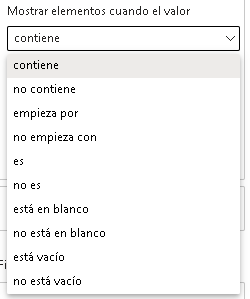 Mostrar elementos cuando el valor
contiene
contiene
no contiene
empieza por
no empieza con
es
no es
está en blanco
no está en blanco
está vacío
no está vacío